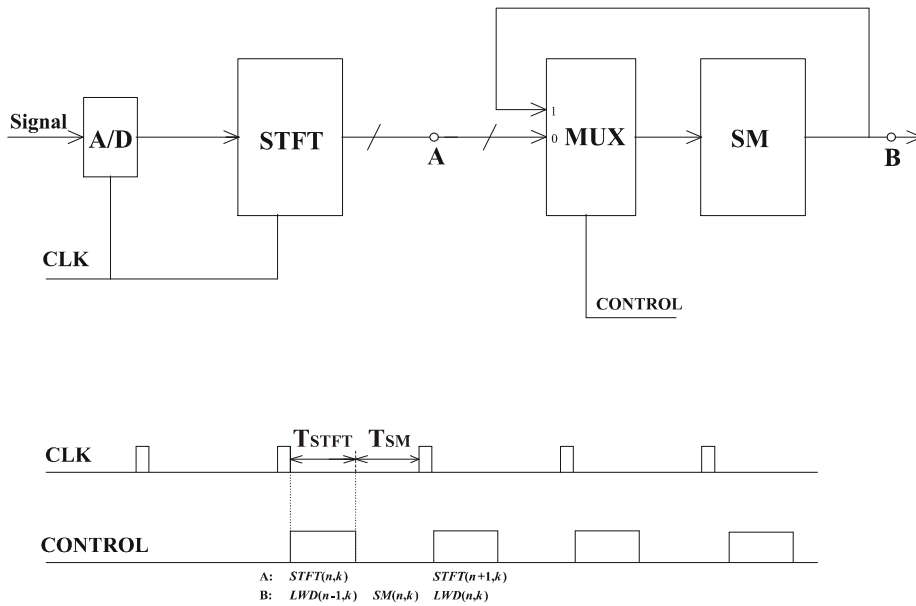 Signal
A/D
STFT
A
1
0
MUX
SM
B
CLK
CONTROL
TSTFT TSM
CLK
CONTROL
A: STFT(n,k) STFT(n+1,k)
B: LWD(n-1,k) SM(n,k) LWD(n,k)